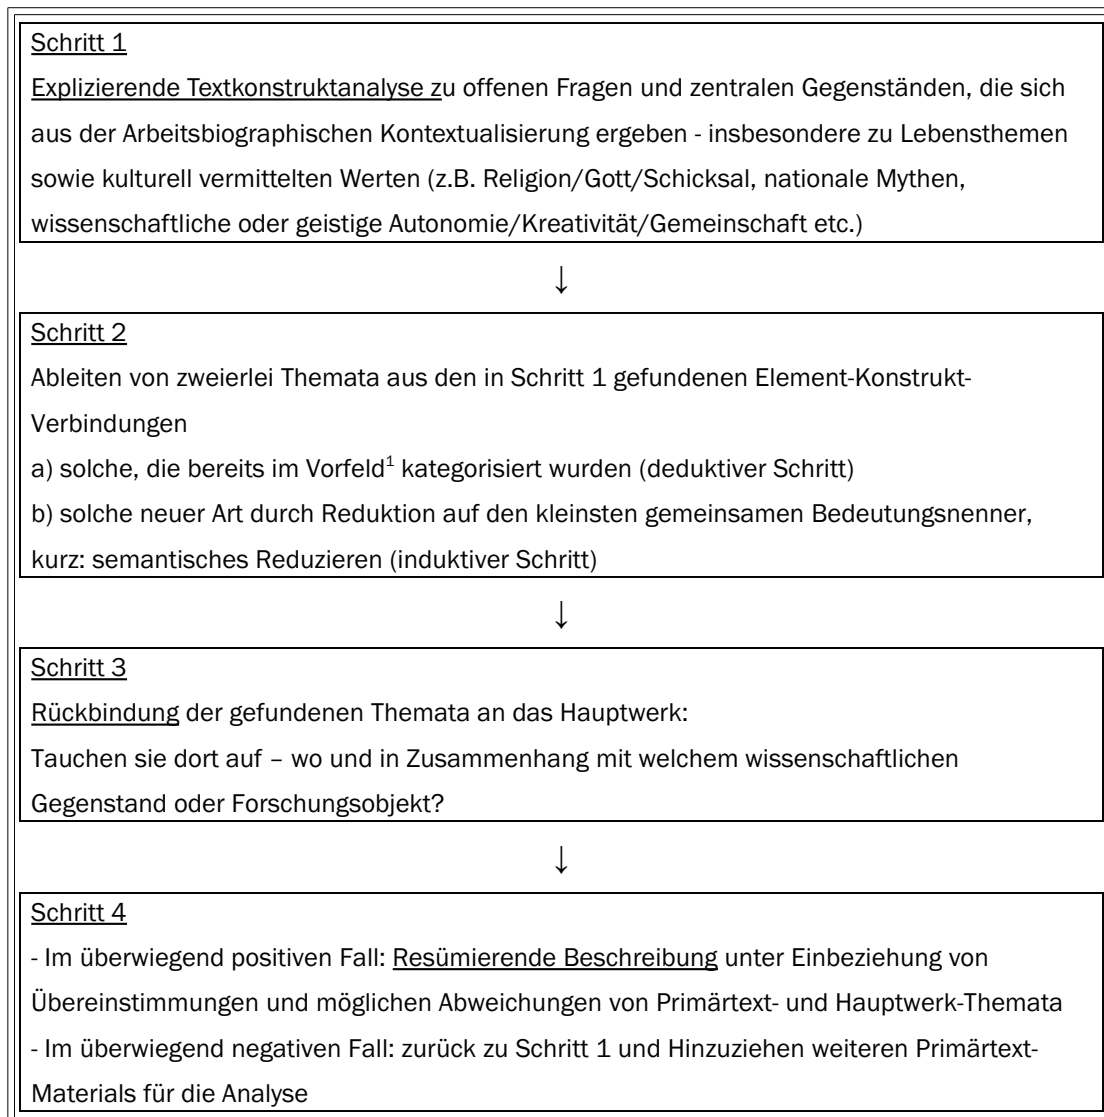 Schritt 1
Explizierende Textkonstruktanalyse zu offenen Fragen und zentralen Gegenständen, die sich
aus der Arbeitsbiographischen Kontextualisierung ergeben - insbesondere zu Lebensthemen
sowie kulturell vermittelten Werten (z.B. Religion/Gott/Schicksal, nationale Mythen,
wissenschaftliche oder geistige Autonomie/Kreativität/Gemeinschaft etc.)
↓
Schritt 2
Ableiten von zweierlei Themata aus den in Schritt 1 gefundenen Element-Konstrukt-
Verbindungen
a) solche, die bereits im Vorfeld¹ kategorisiert wurden (deduktiver Schritt)
b) solche neuer Art durch Reduktion auf den kleinsten gemeinsamen Bedeutungsnenner,
kurz: semantisches Reduzieren (induktiver Schritt)
↓
Schritt 3
Rückbindung der gefundenen Themata an das Hauptwerk:
Tauchen sie dort auf – wo und in Zusammenhang mit welchem wissenschaftlichen
Gegenstand oder Forschungsobjekt?
↓
Schritt 4
- Im überwiegend positiven Fall: Resümierende Beschreibung unter Einbeziehung von
Übereinstimmungen und möglichen Abweichungen von Primärtext- und Hauptwerk-Themata
- Im überwiegend negativen Fall: zurück zu Schritt 1 und Hinzuziehen weiteren Primärtext-
Materials für die Analyse